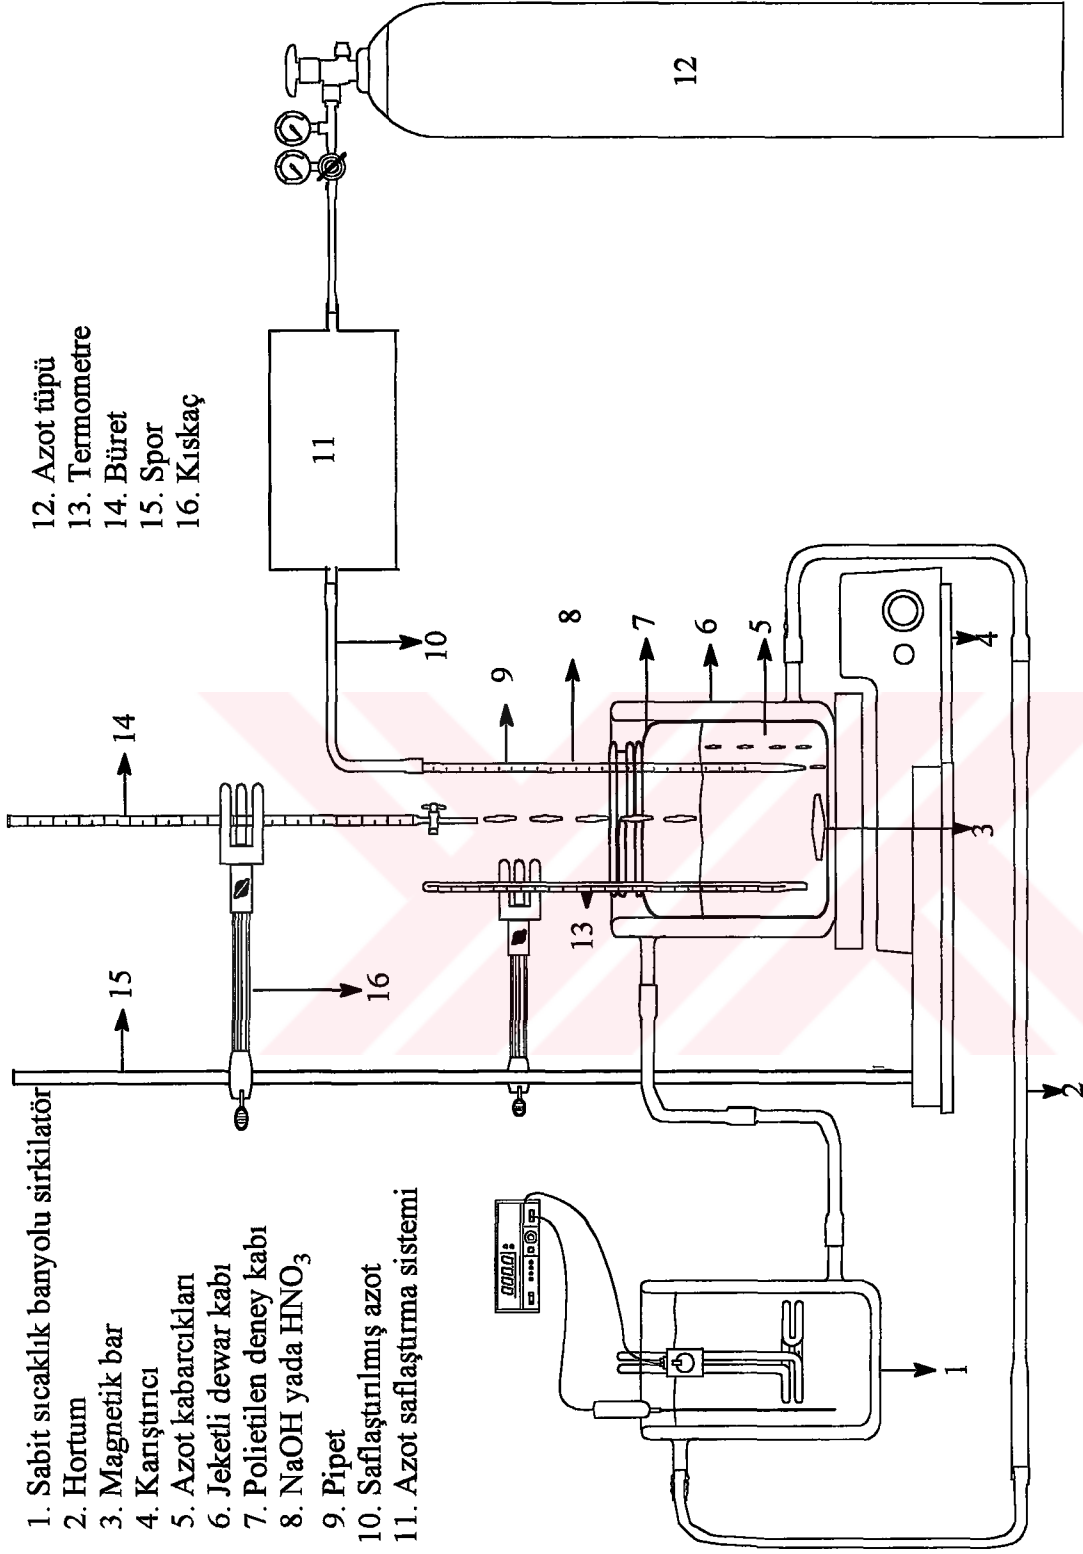 1. Sabit sıcaklık banyolu sirkilatör
2. Hortum
3. Magnetik bar
4. Karıştırıcı
5. Azot kabarcıkları
6. Jeketli dewar kabı
7. Polietilen deney kabı
8. NaOH yada HNO3
9. Pipet
10. Saflaştırılmış azot
11. Azot saflaştırma sistemi
12. Azot tüpü
13. Termometre
14. Büret
15. Spor
16. Kıskaç
15
14
16
13
10
9
8
7
6
5
4
3
2
1
11
12
000.0